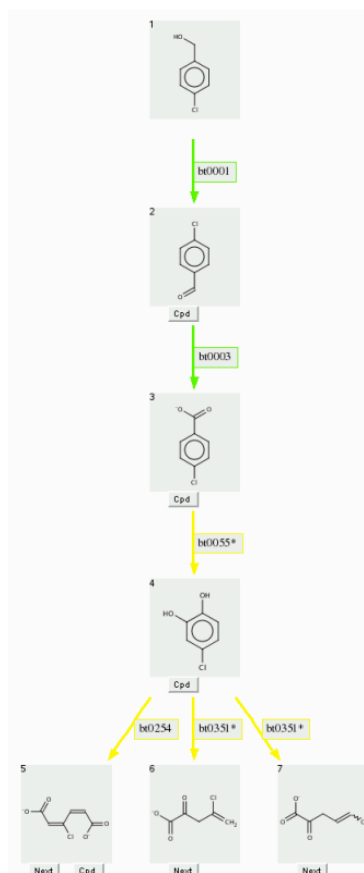 1
HO
Cl
bt0001
2
Cl
O
Cpd
bt0003
3
-O O
Cl
Cpd
bt0055*
4
OH
HO
Cl
Cpd
bt0254 bt0351* bt0351*
5 6 7
O O O Cl O-
O Cl O- -O O CH2 O O
Next Cpd Next Next